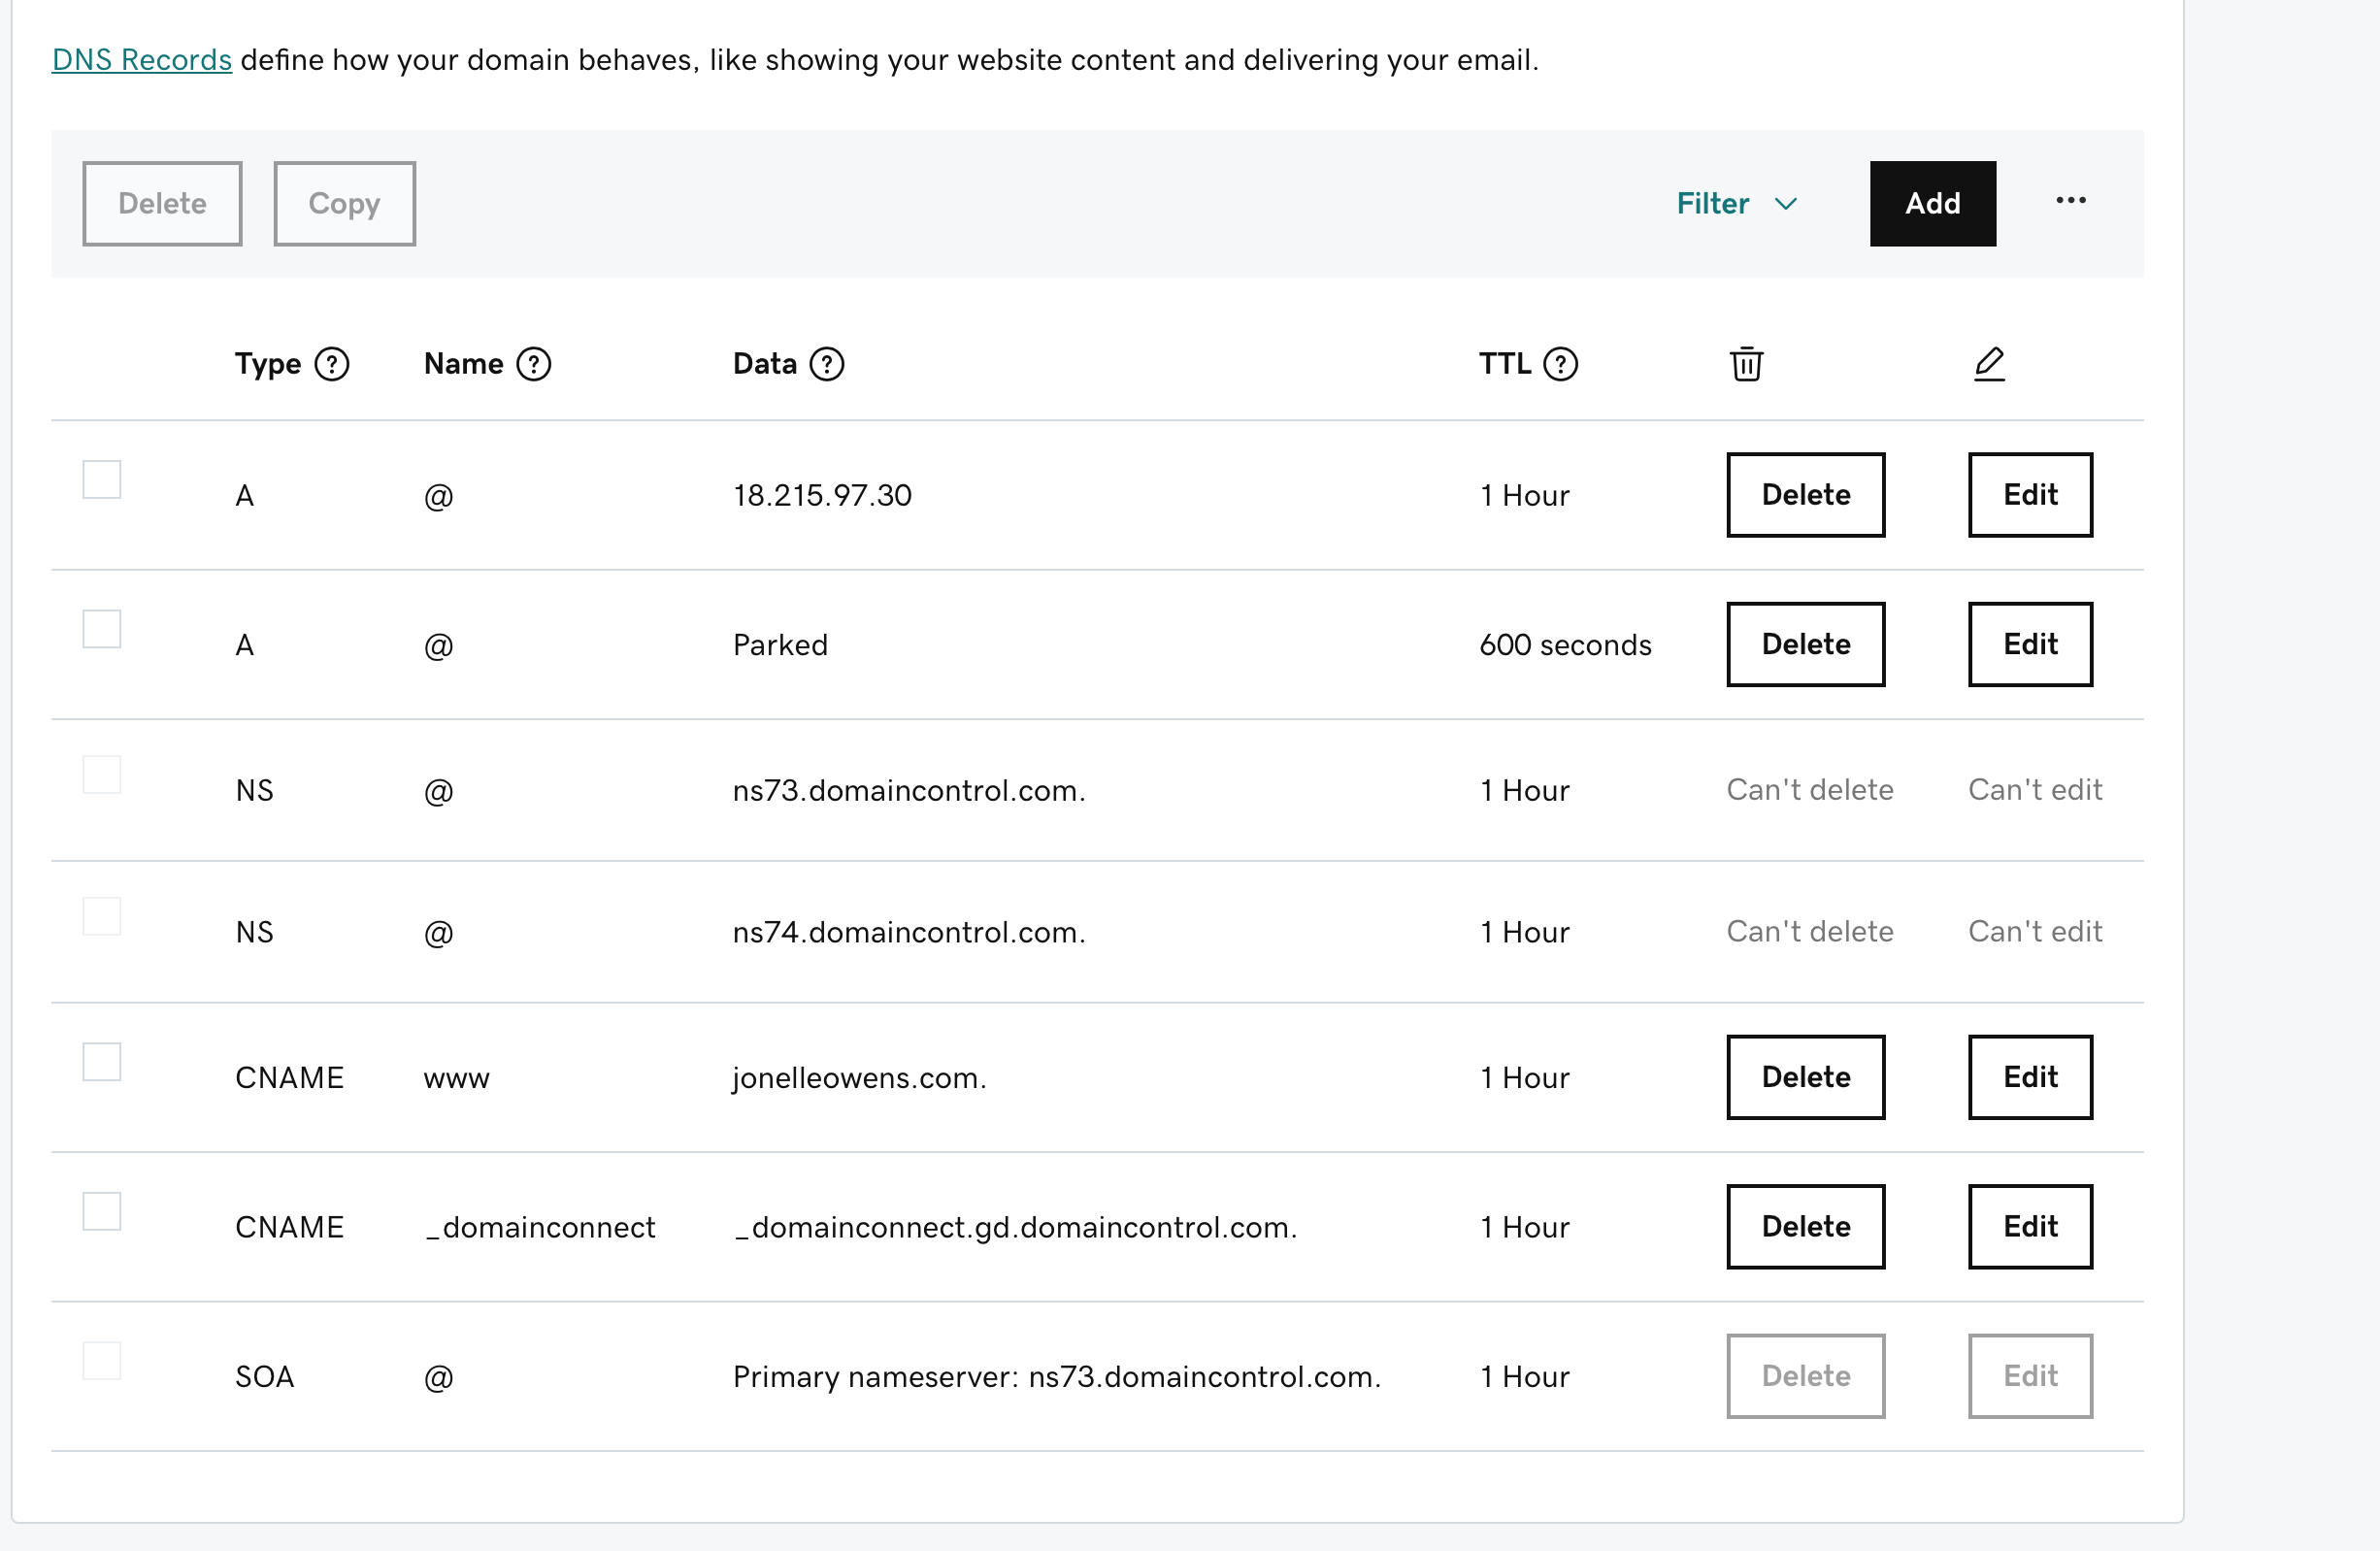 DNS Records define how your domain behaves, like showing your website content and delivering your email.
Delete Copy Filter Add ...
Type ? Name ? Data ? TTL ?
A @ 18.215.97.30 1 Hour Delete Edit
A @ Parked 600 seconds Delete Edit
NS @ ns73.domaincontrol.com. 1 Hour Can't delete Can't edit
NS @ ns74.domaincontrol.com. 1 Hour Can't delete Can't edit
CNAME www jonelleowens.com. 1 Hour Delete Edit
CNAME _domainconnect _domainconnect.gd.domaincontrol.com. 1 Hour Delete Edit
SOA @ Primary nameserver: ns73.domaincontrol.com. 1 Hour Delete Edit